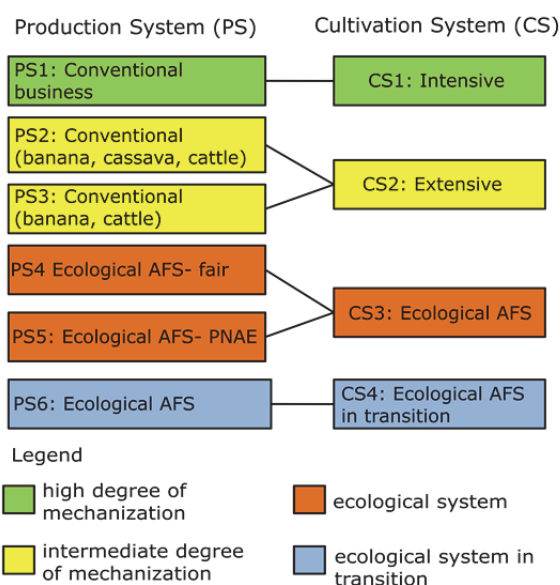 Production System (PS)
Cultivation System (CS)
PS1: Conventional
business
CS1: Intensive
PS2: Conventional
(banana, cassava, cattle)
PS3: Conventional
(banana, cattle)
CS2: Extensive
PS4 Ecological AFS- fair
PS5: Ecological AFS- PNAE
CS3: Ecological AFS
PS6: Ecological AFS
CS4: Ecological AFS
in transition
Legend
high degree of
mechanization
ecological system
intermediate degree
of mechanization
ecological system in
transition